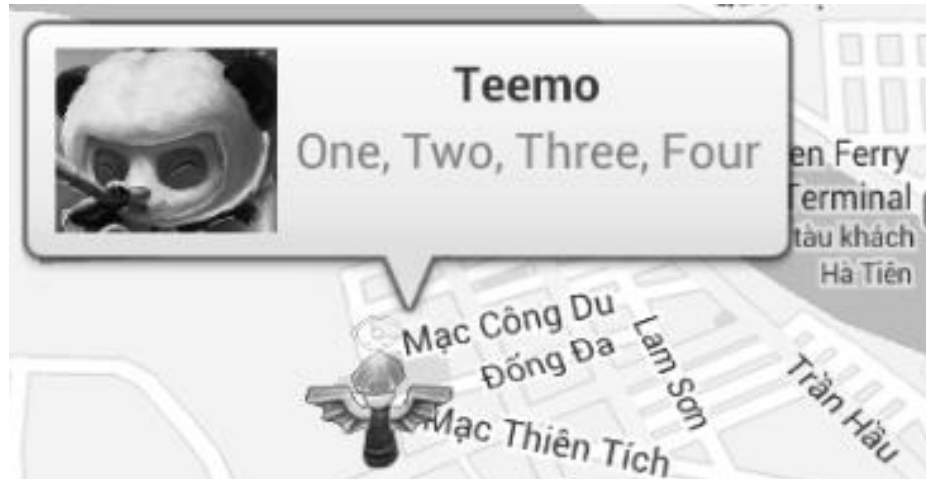 Teemo
One, Two, Three, Four
en Ferry
Terminal
tàu khách
Hà Tiên
Mạc Công Du
Đống Đa
Lam Sơn
Trần Hầu
Mạc Thiên Tích